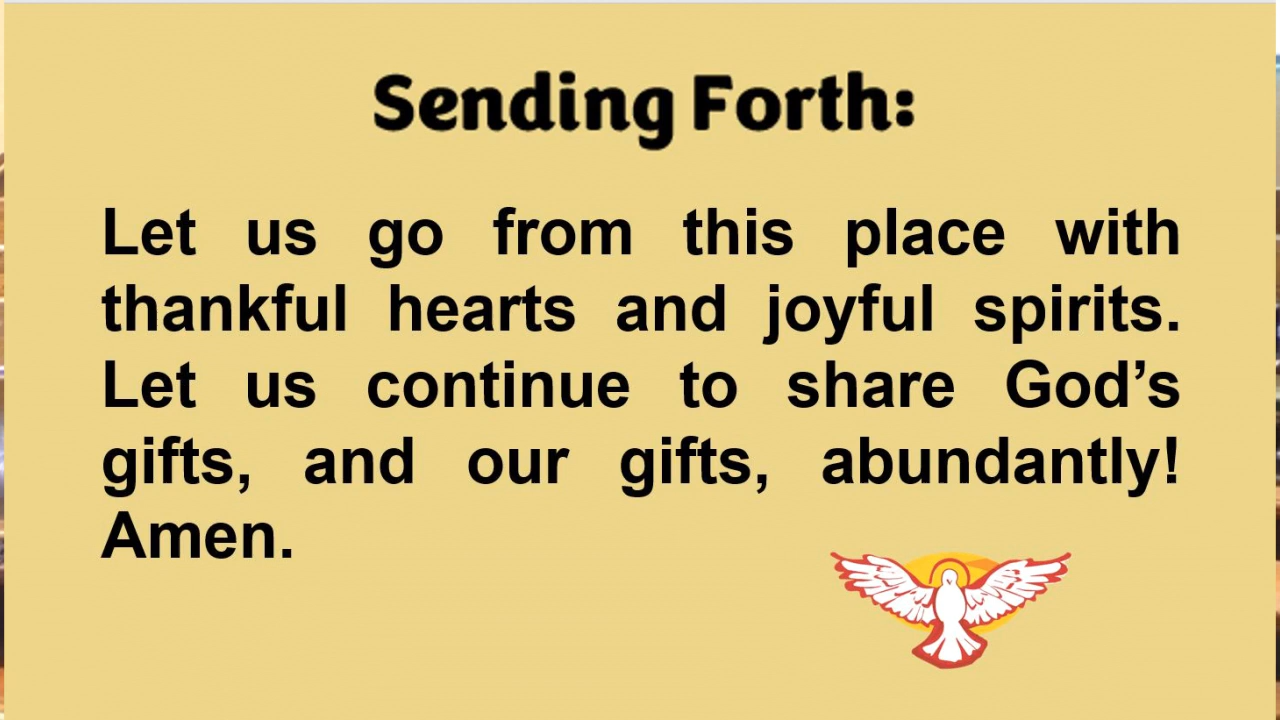 Sending Forth:
Let us go from this place with
thankful hearts and joyful spirits.
Let us continue to share God’s
gifts, and our gifts, abundantly!
Amen.